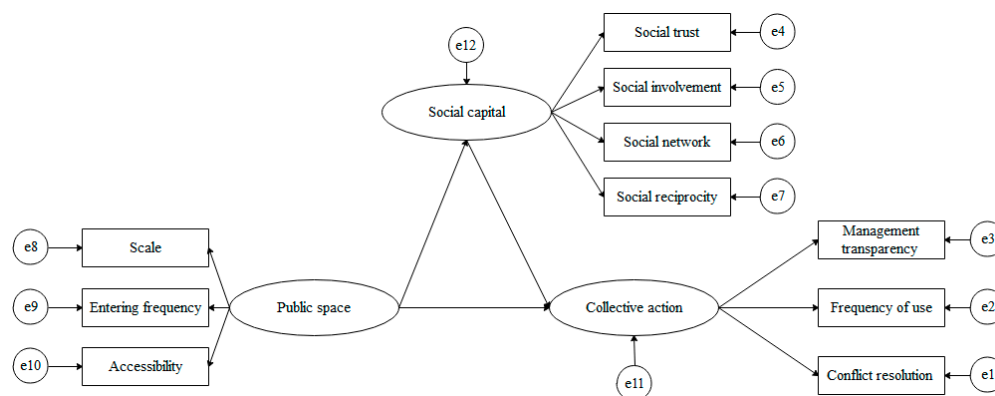 e12
Social capital
Social trust
e4
Social involvement
e5
Social network
e6
Social reciprocity
e7
e8
Scale
e9
Entering frequency
e10
Accessibility
Public space
Collective action
e11
Management
transparency
e3
Frequency of use
e2
Conflict resolution
e1